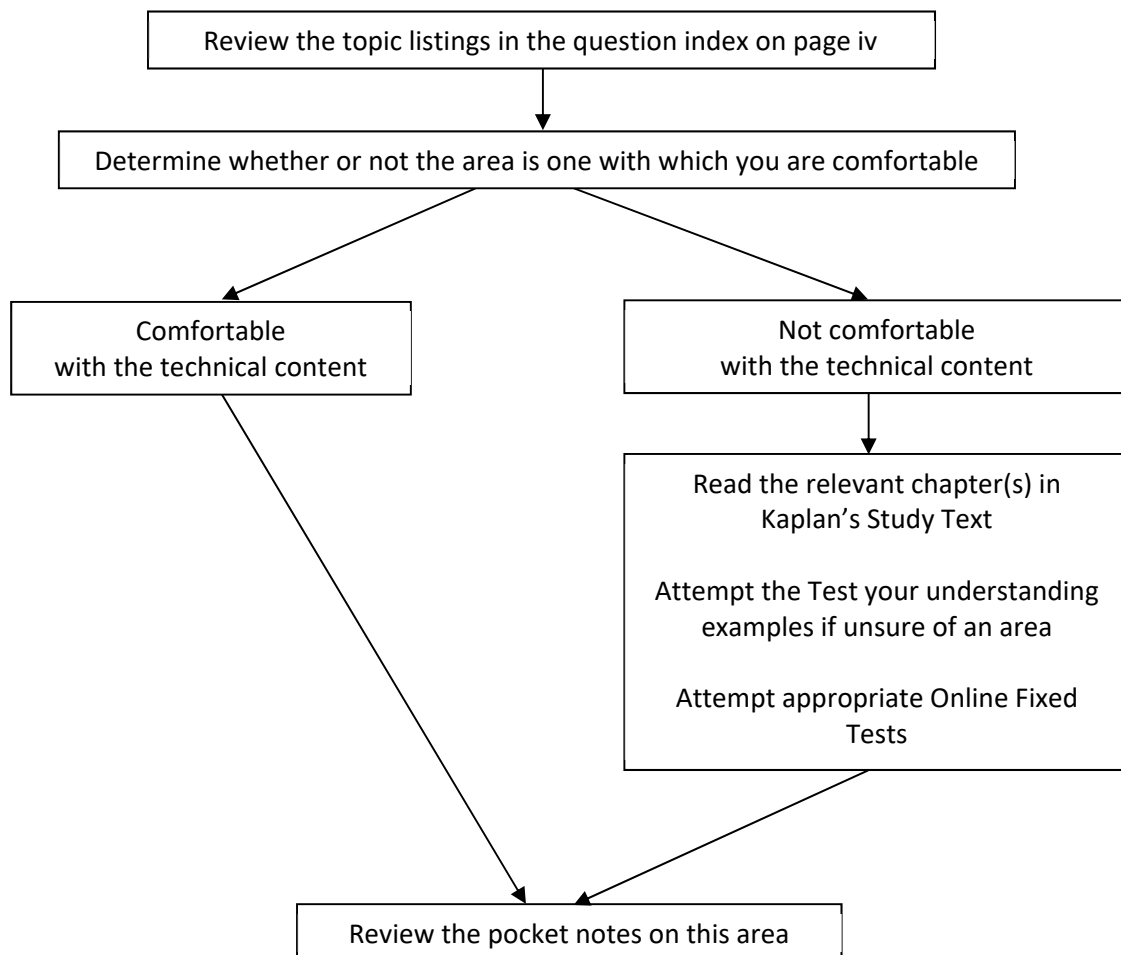 Review the topic listings in the question index on page iv
Determine whether or not the area is one with which you are comfortable
Comfortable
with the technical content
Not comfortable
with the technical content
Read the relevant chapter(s) in
Kaplan’s Study Text
Attempt the Test your understanding
examples if unsure of an area
Attempt appropriate Online Fixed
Tests
Review the pocket notes on this area